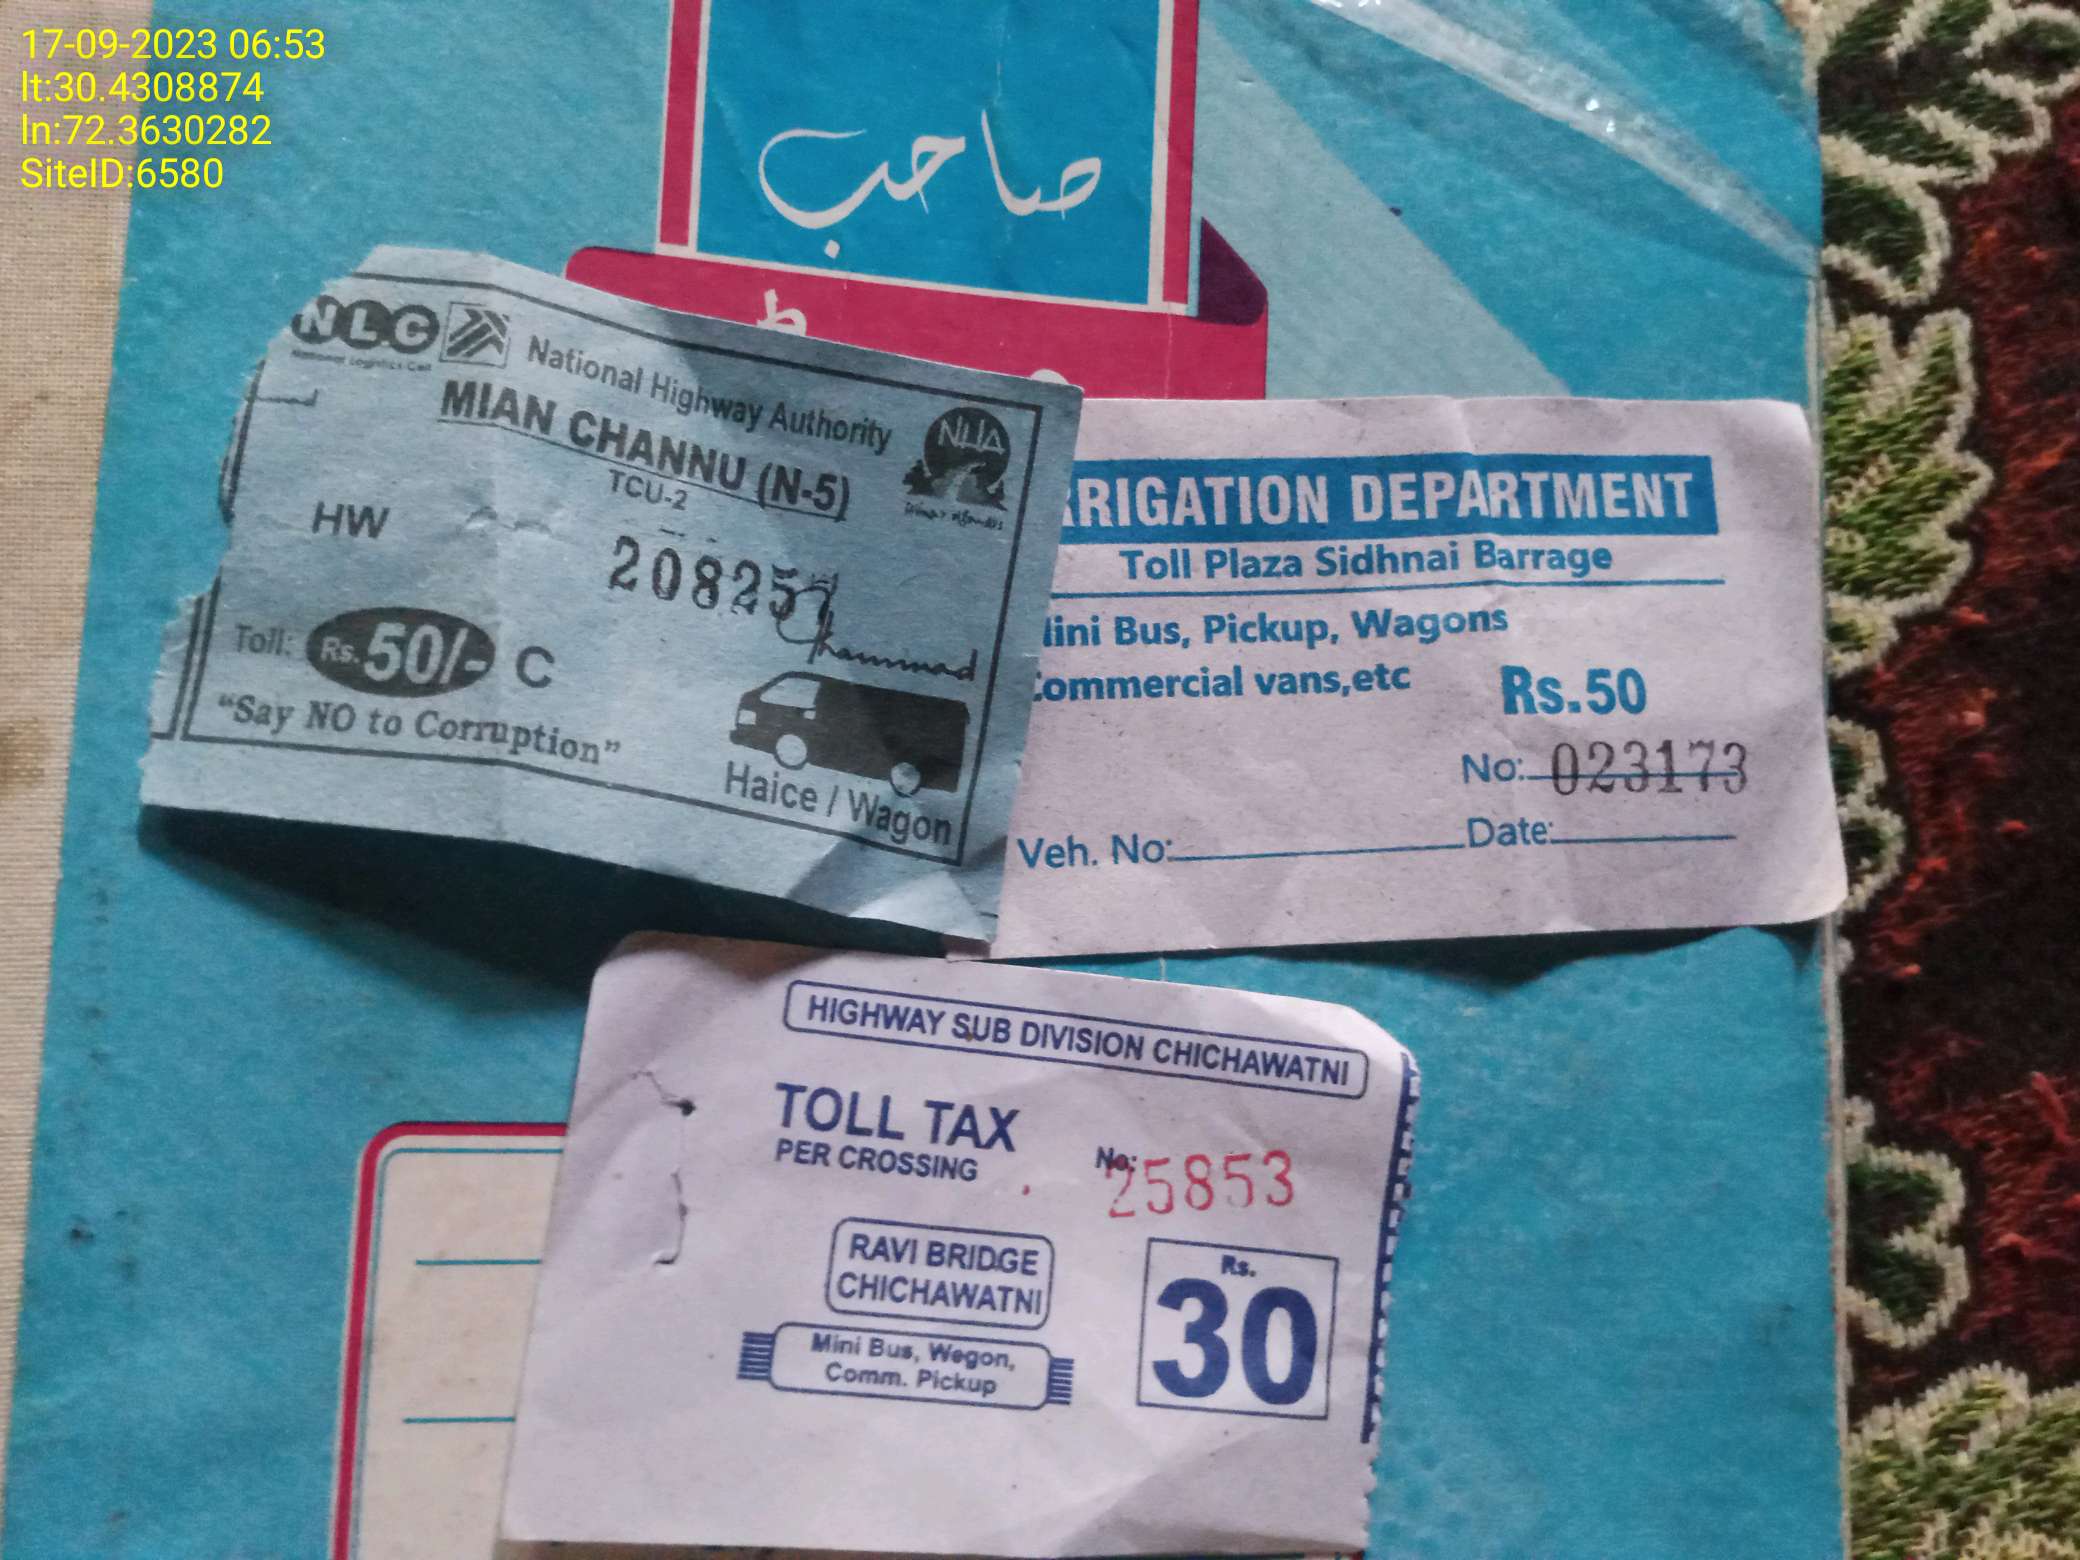 17-09-2023 06:53
lt:30.4308874
ln:72.3630282
SiteID:6580
صاحب
NLC
National Logistics Cell
National Highway Authority
NHA
MIAN CHANNU (N-5)
TCU-2
HW
208257
Toll: Rs.50/- C
"Say NO to Corruption"
Haice / Wagon
RRIGATION DEPARTMENT
Toll Plaza Sidhnai Barrage
ini Bus, Pickup, Wagons
ommercial vans,etc
Rs.50
No: 023173
Veh. No: Date:
HIGHWAY SUB DIVISION CHICHAWATNI
TOLL TAX
PER CROSSING
No: 25853
RAVI BRIDGE
CHICHAWATNI
Rs.
30
Mini Bus, Wegon,
Comm. Pickup